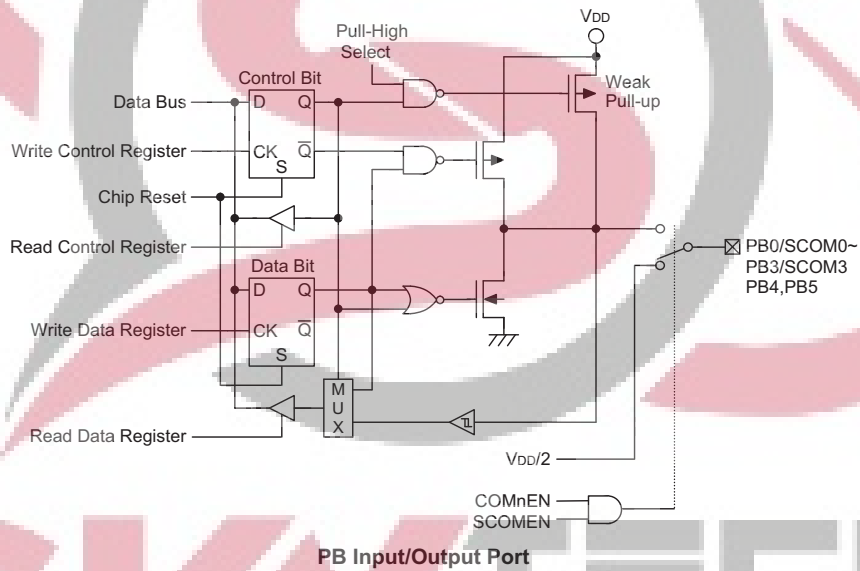 VDD
Pull-High
Select
Control Bit
Weak
Pull-up
Data Bus
D
Q
Write Control Register
CK
Q
S
Chip Reset
Read Control Register
Data Bit
PB0/SCOM0~
PB3/SCOM3
PB4,PB5
D
Q
Write Data Register
CK
Q
S
M
U
X
Read Data Register
VDD/2
COMnEN
SCOMEN
PB Input/Output Port